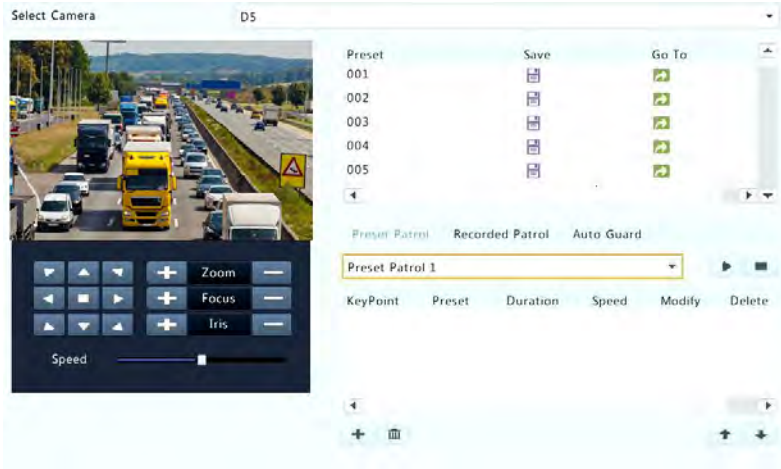 Select Camera D5
Preset Save Go To
001
002
003
004
005
Preset Patrol Recorded Patrol Auto Guard
Preset Patrol 1
Zoom
Focus
Iris
Speed
KeyPoint Preset Duration Speed Modify Delete